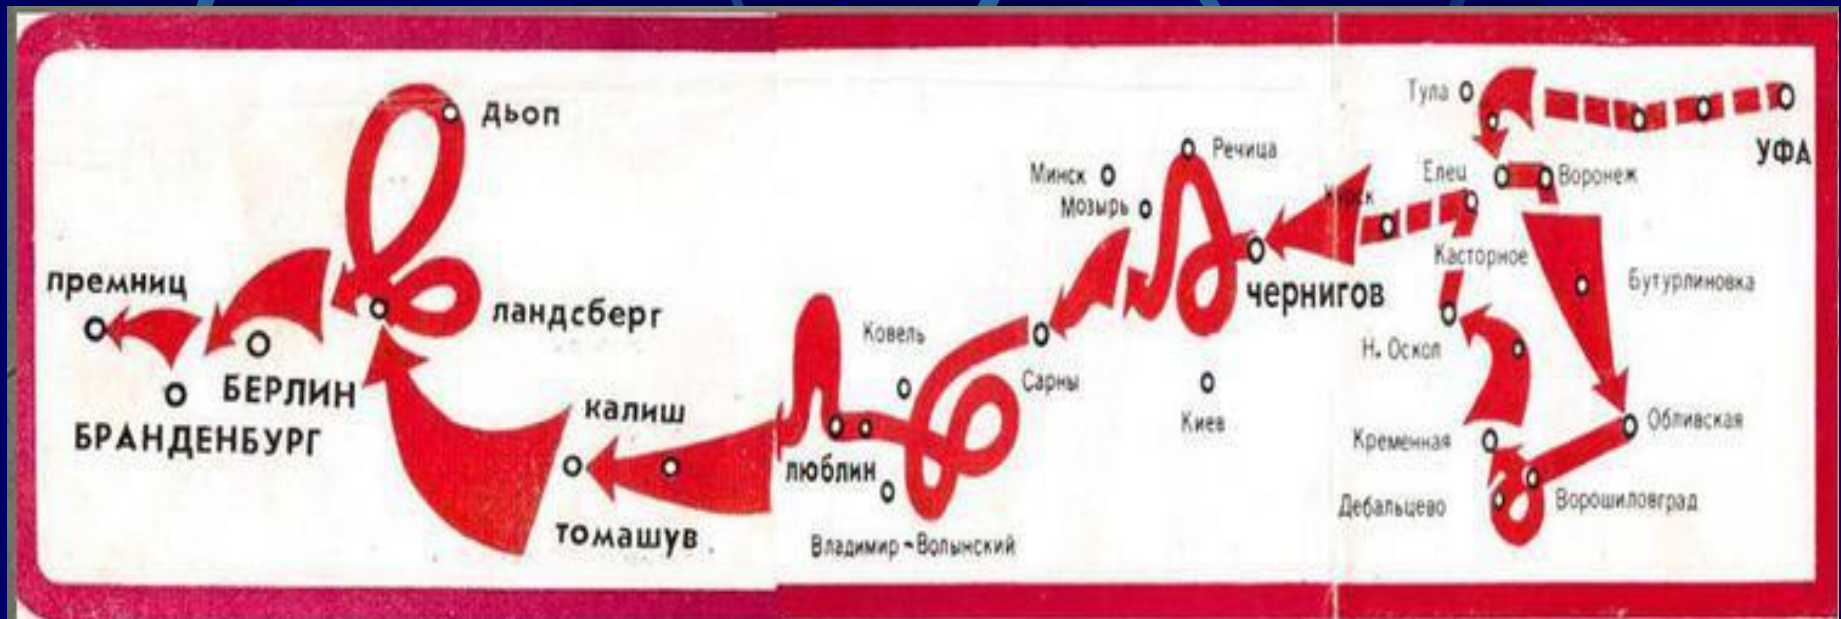 Дьоп
премниц
ландсберг
БЕРЛИН
БРАНДЕНБУРГ
калиш
томашув
люблин
Ковель
Владимир-Волынский
Сарны
Минск
Мозырь
Речица
Киев
чернигов
Курск
Тула
УФА
Елец
Воронеж
Касторное
Бутурлиновка
Н. Оскол
Обливская
Кременная
Дебальцево
Ворошиловград